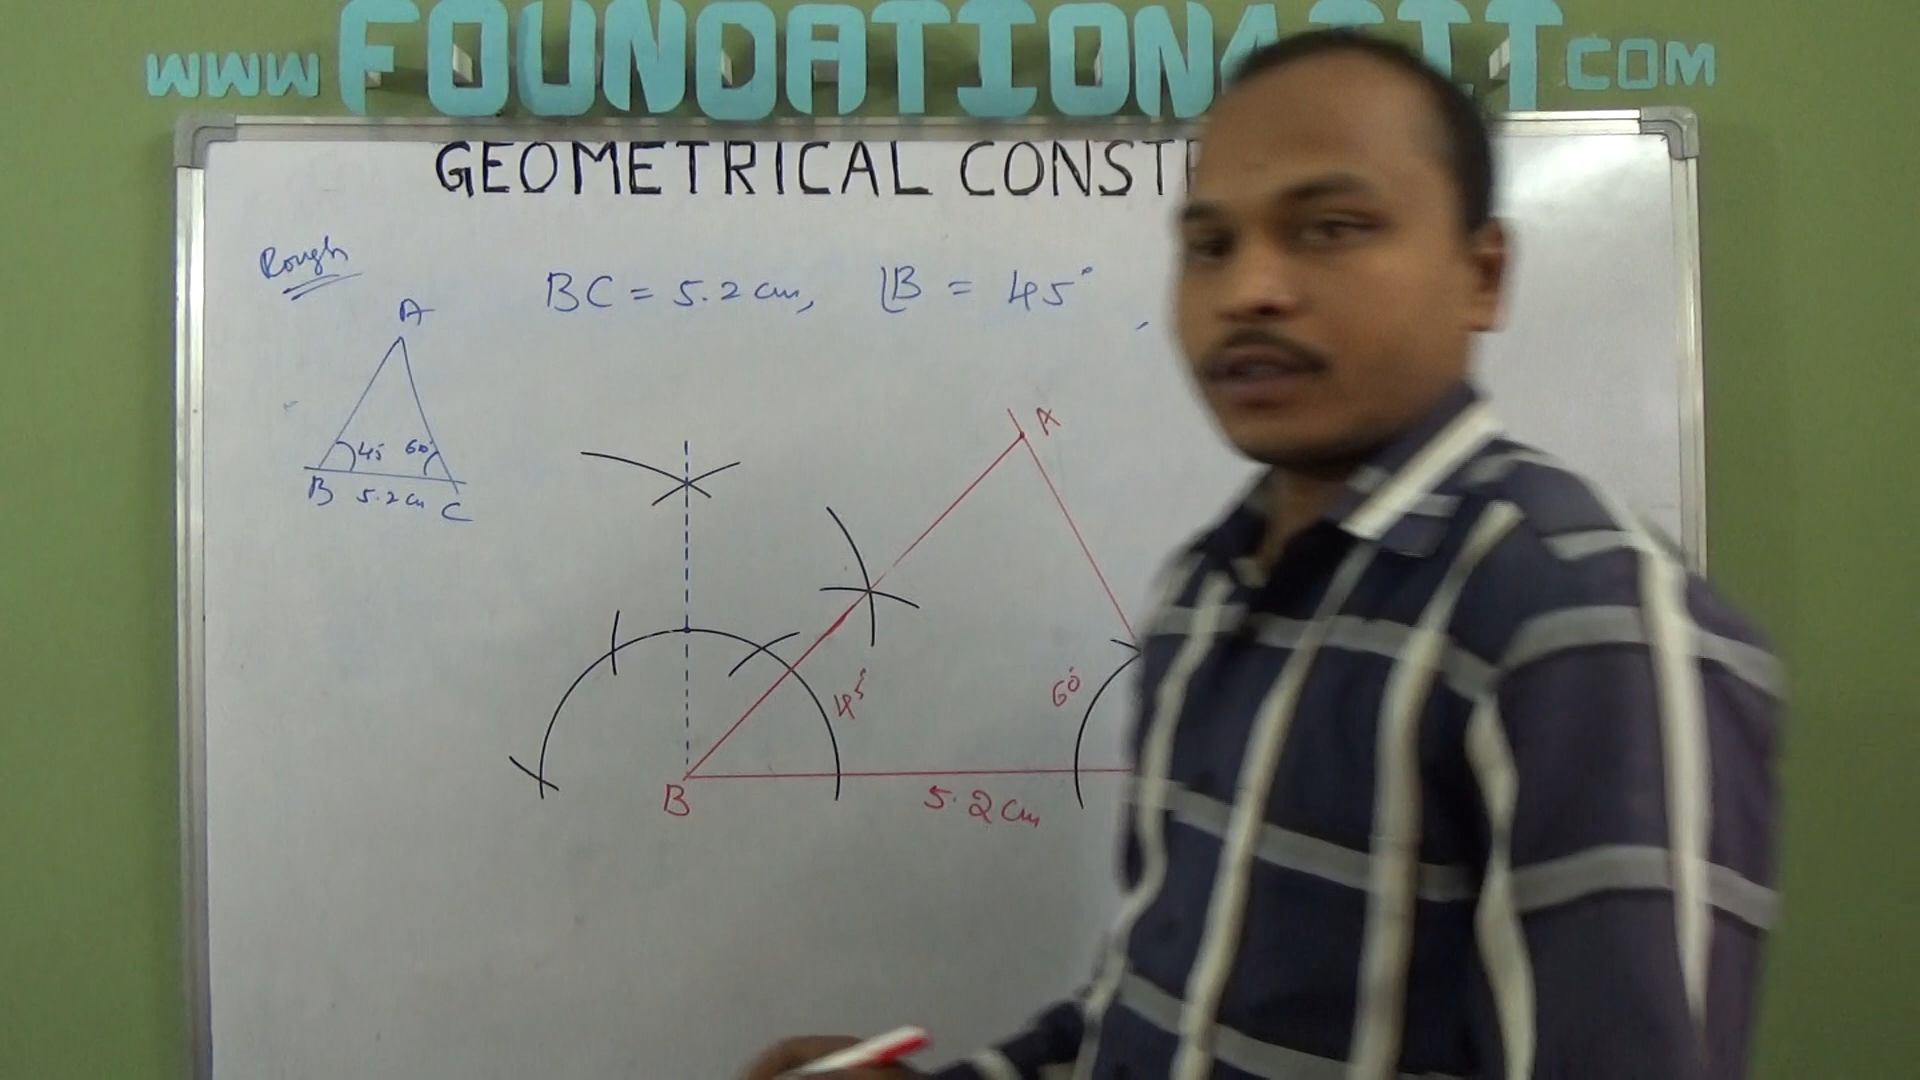 WWW FOUNDATION4IIT.COM
GEOMETRICAL CONST
Rough
BC = 5.2 cm, ∠B = 45°,
A
45 60°
B 5.2 cm C
A
45°
60°
B
5.2 cm